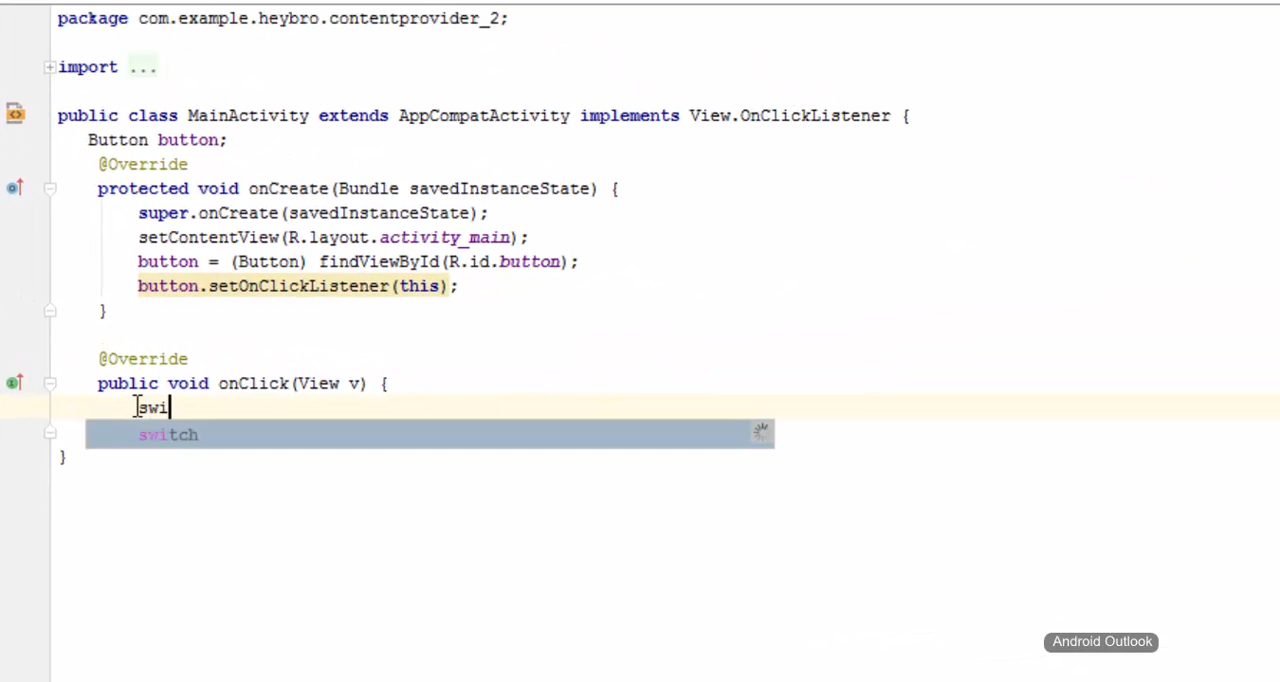 package com.example.heybro.contentprovider_2;
import ...
public class MainActivity extends AppCompatActivity implements View.OnClickListener {
Button button;
@Override
protected void onCreate(Bundle savedInstanceState) {
super.onCreate(savedInstanceState);
setContentView(R.layout.activity_main);
button = (Button) findViewById(R.id.button);
button.setOnClickListener(this);
}
@Override
public void onClick(View v) {
swi
switch
}
Android Outlook